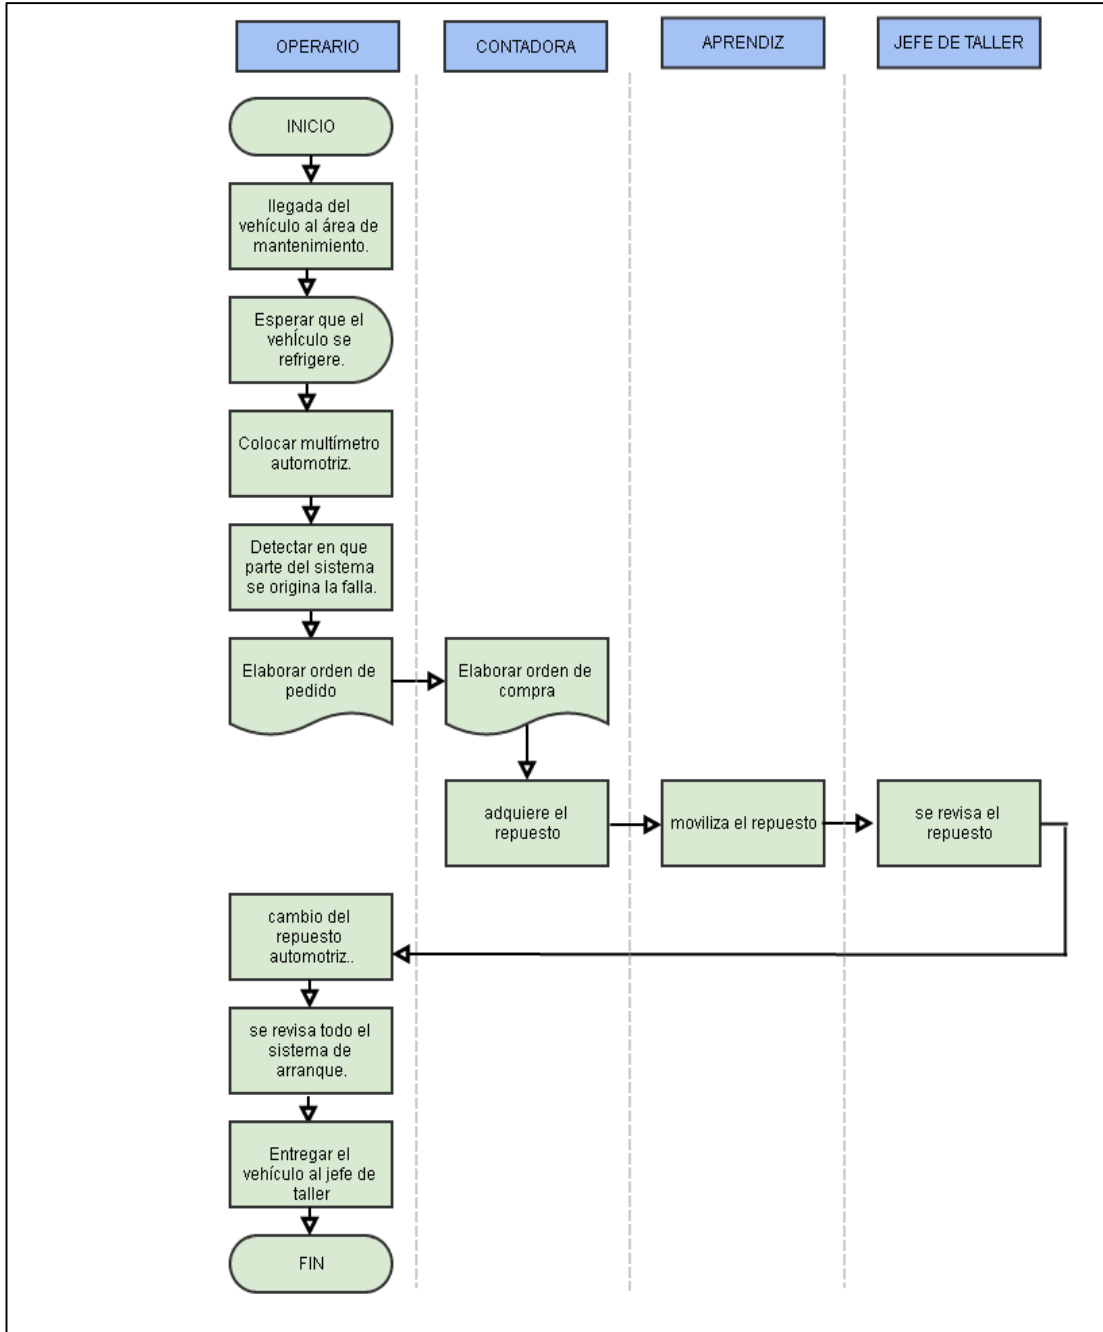 OPERARIO
CONTADORA
APRENDIZ
JEFE DE TALLER
INICIO
llegada del
vehículo al área de
mantenimiento.
Esperar que el
vehÍculo se
refrigere.
Colocar multímetro
automotriz.
Detectar en que
parte del sistema
se origina la falla.
Elaborar orden de
pedido
Elaborar orden de
compra
adquiere el
repuesto
moviliza el repuesto
se revisa el
repuesto
cambio del
repuesto
automotriz..
se revisa todo el
sistema de
arranque.
Entregar el
vehículo al jefe de
taller
FIN